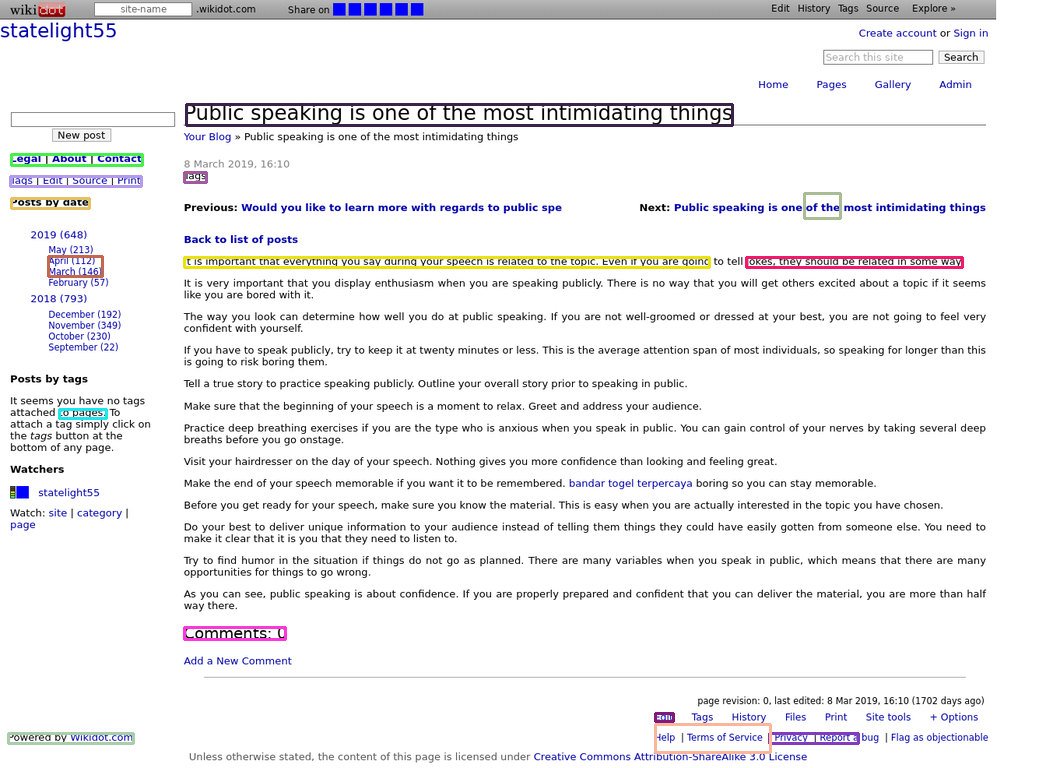 wikidot
site-name
.wikidot.com
Share on
Edit History Tags Source Explore »
statelight55
Create account or Sign in
Search this site
Search
Home Pages Gallery Admin
New post
Legal | About | Contact
Tags | Edit | Source | Print
Posts by date
2019 (648)
May (213)
April (112)
March (146)
February (57)
2018 (793)
December (192)
November (349)
October (230)
September (22)
Posts by tags
It seems you have no tags
attached to pages. To
attach a tag simply click on
the tags button at the
bottom of any page.
Watchers
statelight55
Watch: site | category |
page
Public speaking is one of the most intimidating things
Your Blog » Public speaking is one of the most intimidating things
8 March 2019, 16:10
Tags
Previous: Would you like to learn more with regards to public spe
Next: Public speaking is one of the most intimidating things
Back to list of posts
It is important that everything you say during your speech is related to the topic. Even if you are going to tell jokes, they should be related in some way.
It is very important that you display enthusiasm when you are speaking publicly. There is no way that you will get others excited about a topic if it seems
like you are bored with it.
The way you look can determine how well you do at public speaking. If you are not well-groomed or dressed at your best, you are not going to feel very
confident with yourself.
If you have to speak publicly, try to keep it at twenty minutes or less. This is the average attention span of most individuals, so speaking for longer than this
is going to risk boring them.
Tell a true story to practice speaking publicly. Outline your overall story prior to speaking in public.
Make sure that the beginning of your speech is a moment to relax. Greet and address your audience.
Practice deep breathing exercises if you are the type who is anxious when you speak in public. You can gain control of your nerves by taking several deep
breaths before you go onstage.
Visit your hairdresser on the day of your speech. Nothing gives you more confidence than looking and feeling great.
Make the end of your speech memorable if you want it to be remembered. bandar togel terpercaya boring so you can stay memorable.
Before you get ready for your speech, make sure you know the material. This is easy when you are actually interested in the topic you have chosen.
Do your best to deliver unique information to your audience instead of telling them things they could have easily gotten from someone else. You need to
make it clear that it is you that they need to listen to.
Try to find humor in the situation if things do not go as planned. There are many variables when you speak in public, which means that there are many
opportunities for things to go wrong.
As you can see, public speaking is about confidence. If you are properly prepared and confident that you can deliver the material, you are more than half
way there.
Comments: 0
Add a New Comment
page revision: 0, last edited: 8 Mar 2019, 16:10 (1702 days ago)
Edit Tags History Files Print Site tools + Options
Powered by Wikidot.com
Help | Terms of Service | Privacy | Report a bug | Flag as objectionable
Unless otherwise stated, the content of this page is licensed under Creative Commons Attribution-ShareAlike 3.0 License